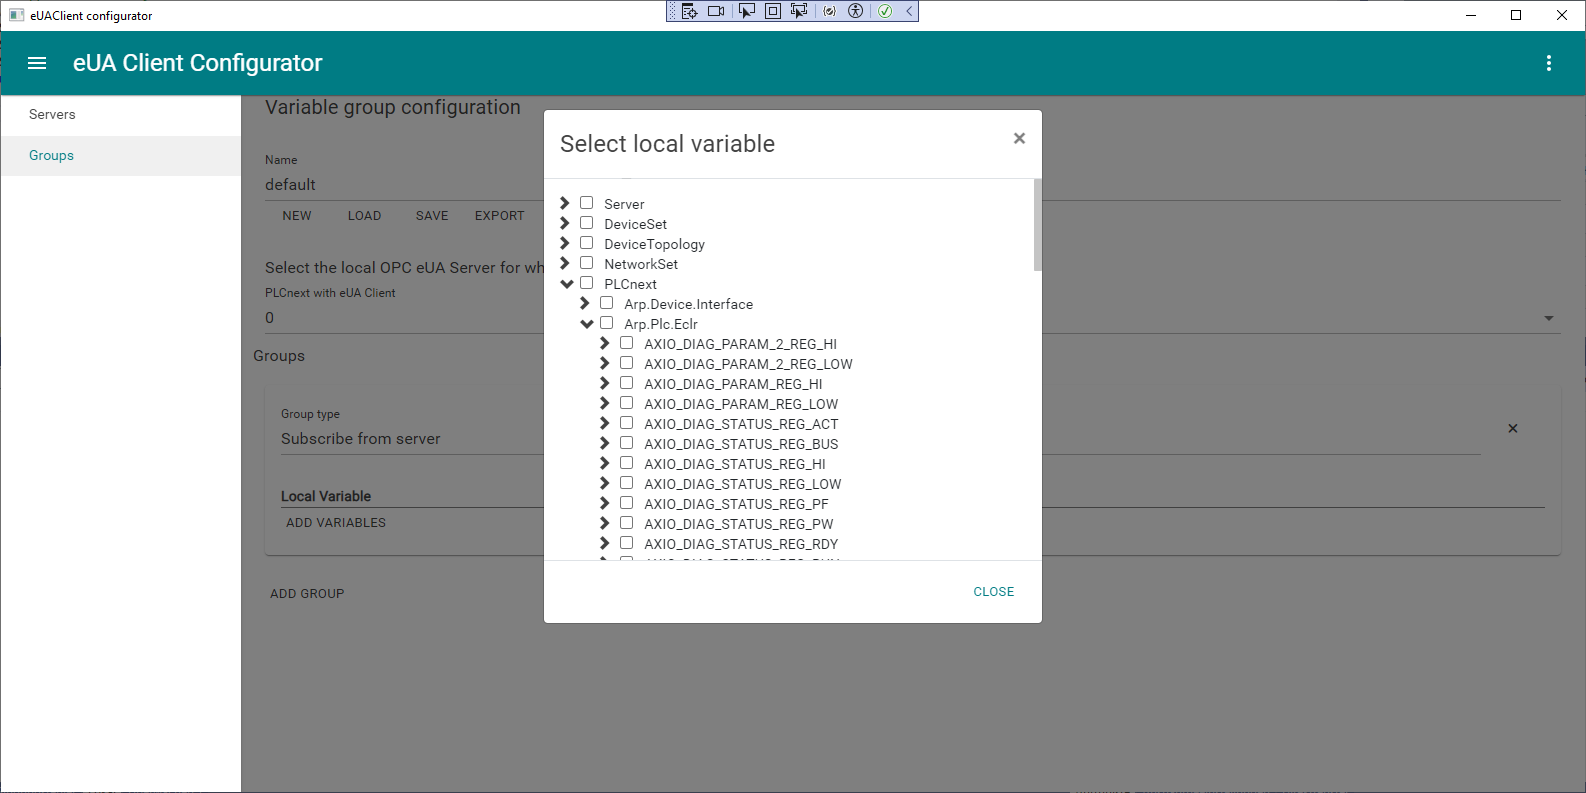 eUAClient configurator
eUA Client Configurator
Servers
Groups
Variable group configuration
Name
default
NEW LOAD SAVE EXPORT
Select the local OPC eUA Server for wh
PLCnext with eUA Client
0
Groups
Group type
Subscribe from server
Local Variable
ADD VARIABLES
ADD GROUP
Select local variable
Server
DeviceSet
DeviceTopology
NetworkSet
PLCnext
Arp.Device.Interface
Arp.Plc.Eclr
AXIO_DIAG_PARAM_2_REG_HI
AXIO_DIAG_PARAM_2_REG_LOW
AXIO_DIAG_PARAM_REG_HI
AXIO_DIAG_PARAM_REG_LOW
AXIO_DIAG_STATUS_REG_ACT
AXIO_DIAG_STATUS_REG_BUS
AXIO_DIAG_STATUS_REG_HI
AXIO_DIAG_STATUS_REG_LOW
AXIO_DIAG_STATUS_REG_PF
AXIO_DIAG_STATUS_REG_PW
AXIO_DIAG_STATUS_REG_RDY
CLOSE